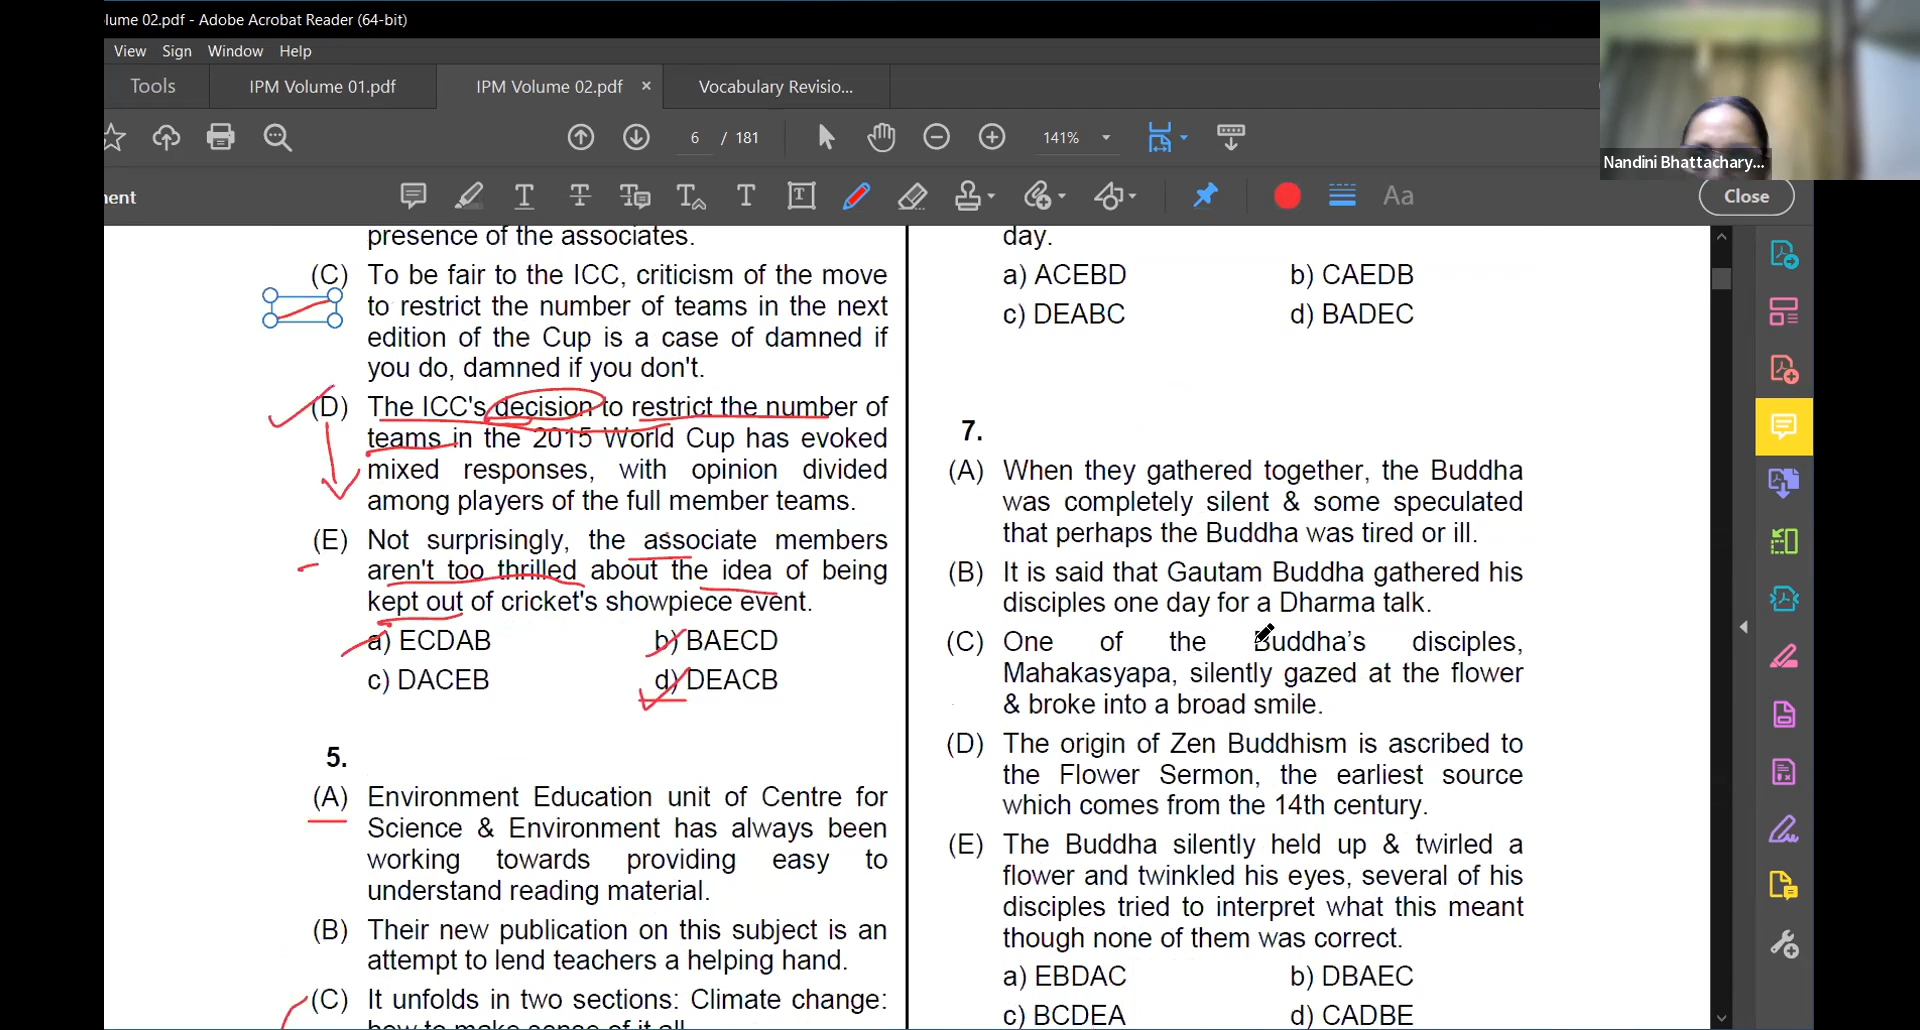 lume 02.pdf - Adobe Acrobat Reader (64-bit)
View Sign Window Help
Tools IPM Volume 01.pdf IPM Volume 02.pdf × Vocabulary Revisio...
6 / 181 141%
Nandini Bhattachary...
ent T T T T T Aa Close
presence of the associates.
(C) To be fair to the ICC, criticism of the move
to restrict the number of teams in the next
edition of the Cup is a case of damned if
you do, damned if you don't.
(D) The ICC's decision to restrict the number of
teams in the 2015 World Cup has evoked
mixed responses, with opinion divided
among players of the full member teams.
(E) Not surprisingly, the associate members
aren't too thrilled about the idea of being
kept out of cricket's showpiece event.
a) ECDAB b) BAECD
c) DACEB d) DEACB
5.
(A) Environment Education unit of Centre for
Science & Environment has always been
working towards providing easy to
understand reading material.
(B) Their new publication on this subject is an
attempt to lend teachers a helping hand.
(C) It unfolds in two sections: Climate change:
how to make sense of it all
day.
a) ACEBD b) CAEDB
c) DEABC d) BADEC
7.
(A) When they gathered together, the Buddha
was completely silent & some speculated
that perhaps the Buddha was tired or ill.
(B) It is said that Gautam Buddha gathered his
disciples one day for a Dharma talk.
(C) One of the Buddha's disciples,
Mahakasyapa, silently gazed at the flower
& broke into a broad smile.
(D) The origin of Zen Buddhism is ascribed to
the Flower Sermon, the earliest source
which comes from the 14th century.
(E) The Buddha silently held up & twirled a
flower and twinkled his eyes, several of his
disciples tried to interpret what this meant
though none of them was correct.
a) EBDAC b) DBAEC
c) BCDEA d) CADBE